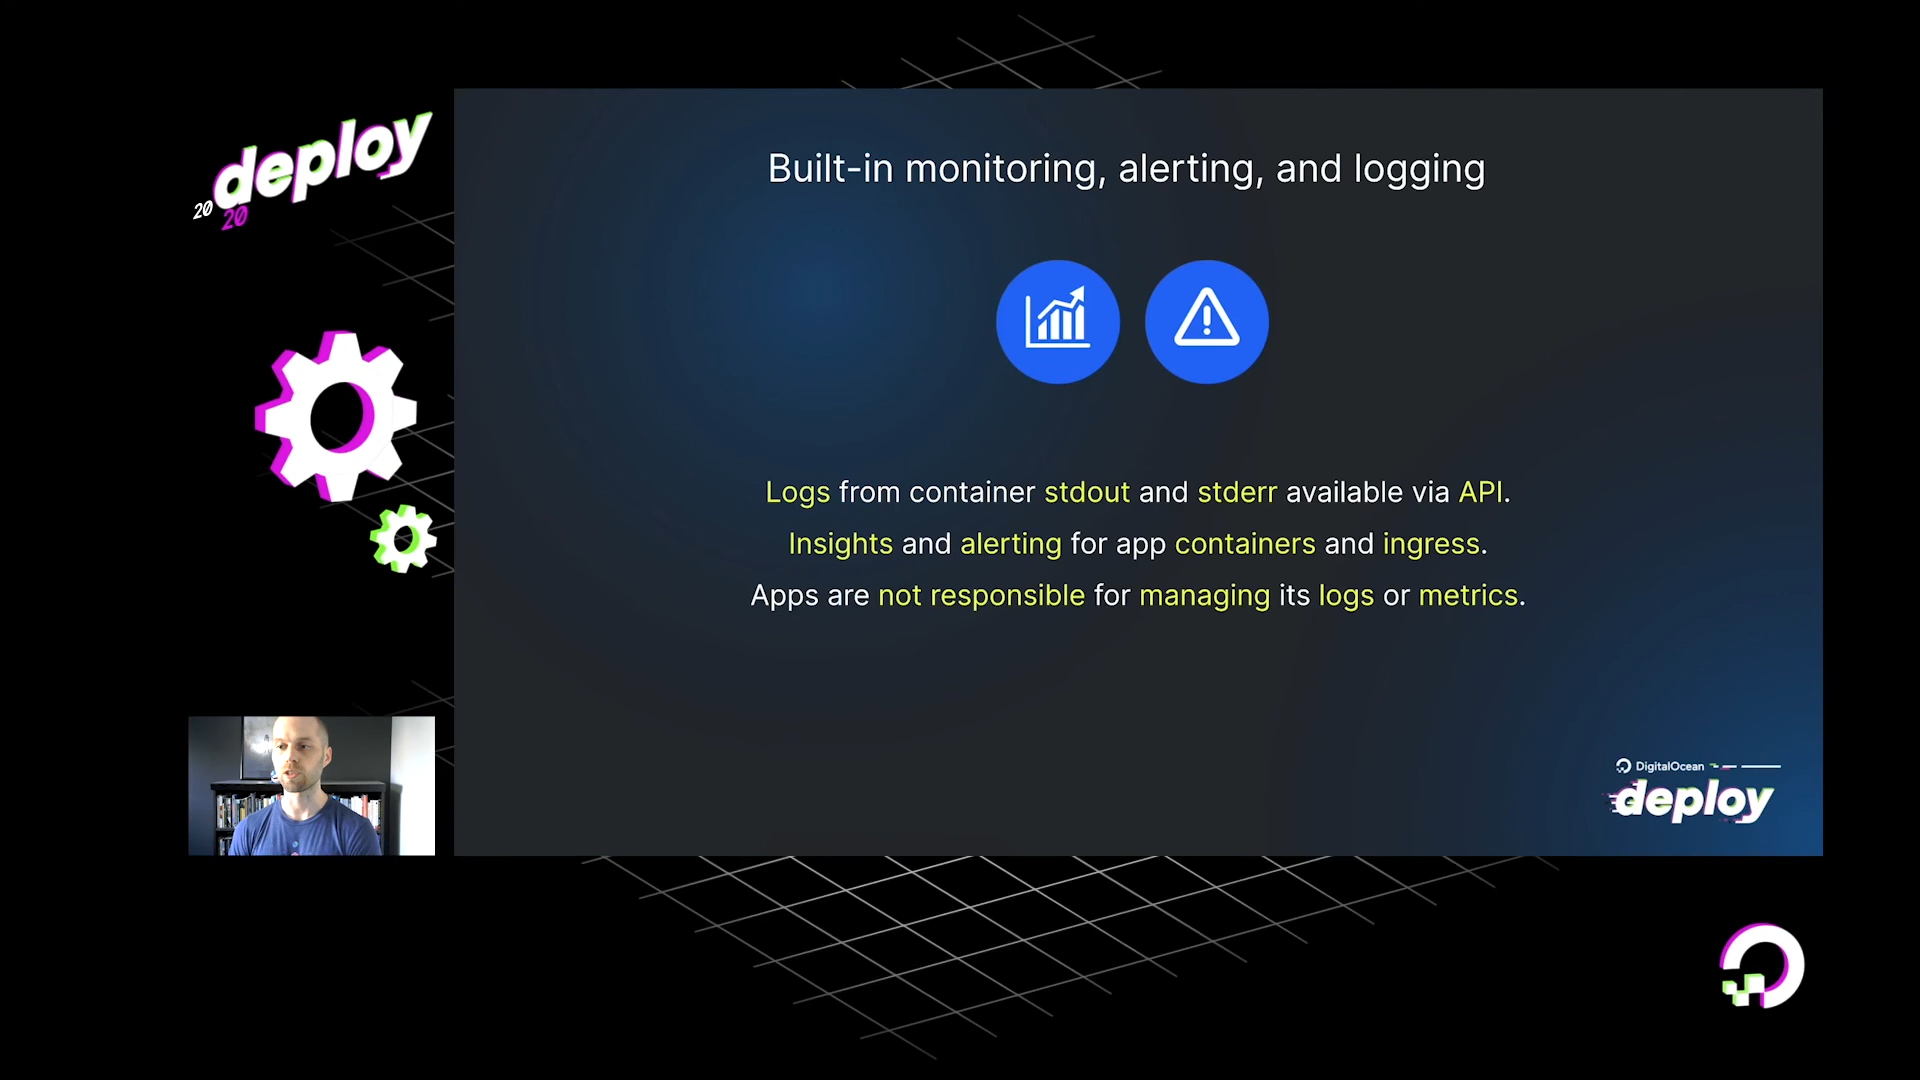 deploy
20
20
Built-in monitoring, alerting, and logging
Logs from container stdout and stderr available via API.
Insights and alerting for app containers and ingress.
Apps are not responsible for managing its logs or metrics.
DigitalOcean
deploy